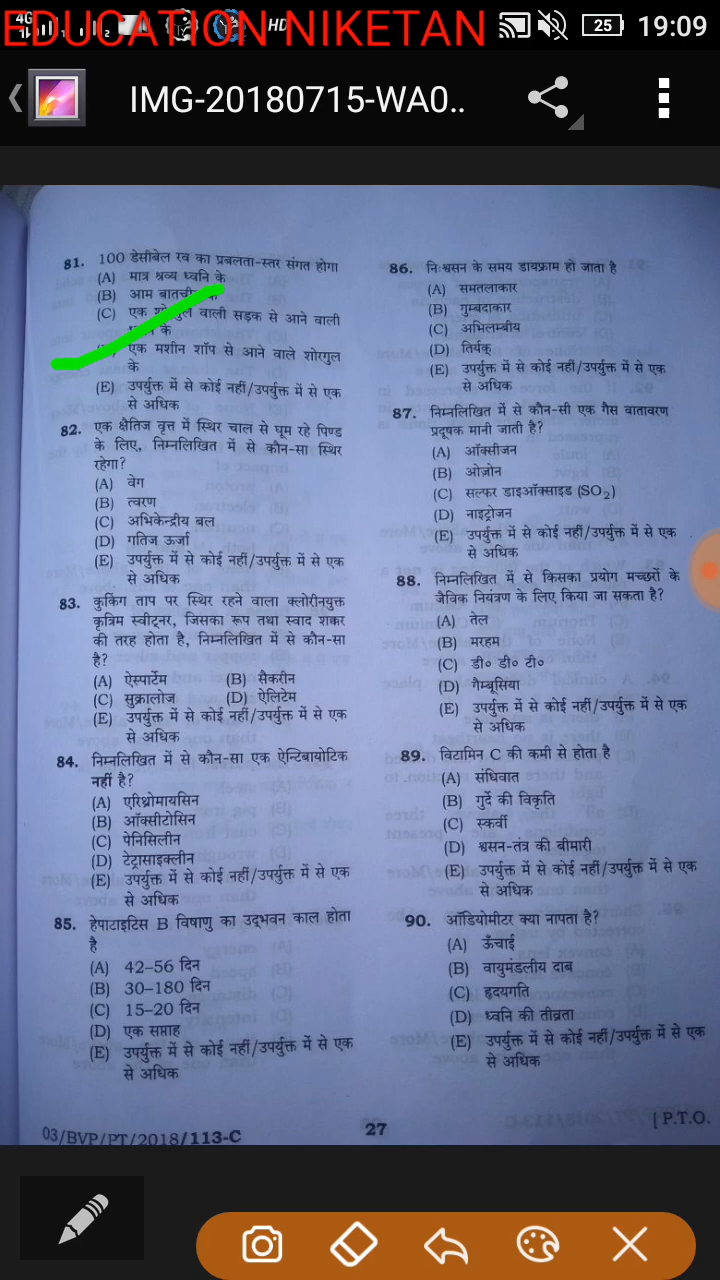 EDUCATION NIKETAN
4G
HD
25
19:09
IMG-20180715-WA0..
81. 100 डेसीबेल रव का प्रबलता-स्तर संगत होगा
(A) मात्र श्रव्य ध्वनि के
(B) आम
(C) एक वाली सड़क से आने वाली
के
एक मशीन शॉप से आने वाले शोरगुल
के
(E) उपर्युक्त में से कोई नहीं/उपर्युक्त में से एक
से अधिक
82. एक क्षैतिज वृत्त में स्थिर चाल से घूम रहे पिण्ड
के लिए, निम्नलिखित में से कौन-सा स्थिर
रहेगा?
(A) वेग
(B) त्वरण
(C) अभिकेन्द्रीय बल
(D) गतिज ऊर्जा
(E) उपर्युक्त में से कोई नहीं/उपर्युक्त में से एक
से अधिक
83. कुकिंग ताप पर स्थिर रहने वाला क्लोरीनयुक्त
कृत्रिम स्वीटनर, जिसका रूप तथा स्वाद शक्कर
की तरह होता है, निम्नलिखित में से कौन-सा
है?
(A) ऐस्पार्टेम (B) सैकरीन
(C) सुक्रालोज (D) ऐलिटेम
(E) उपर्युक्त में से कोई नहीं/उपर्युक्त में से एक
से अधिक
84. निम्नलिखित में से कौन-सा एक ऐन्टिबायोटिक
नहीं है?
(A) एरिथ्रोमायसिन
(B) ऑक्सीटोसिन
(C) पेनिसिलीन
(D) टेट्रासाइक्लीन
(E) उपर्युक्त में से कोई नहीं/उपर्युक्त में से एक
से अधिक
85. हेपाटाइटिस B विषाणु का उद्‌भवन काल होता
है
(A) 42–56 दिन
(B) 30–180 दिन
(C) 15–20 दिन
(D) एक सप्ताह
(E) उपर्युक्त में से कोई नहीं/उपर्युक्त में से एक
से अधिक
86. निःश्वसन के समय डायफ्राम हो जाता है
(A) समतलाकार
(B) गुम्बदाकार
(C) अभिलम्बीय
(D) तिर्यक्
(E) उपर्युक्त में से कोई नहीं/उपर्युक्त में से एक
से अधिक
87. निम्नलिखित में से कौन-सी एक गैस वातावरण
प्रदूषक मानी जाती है?
(A) ऑक्सीजन
(B) ओज़ोन
(C) सल्फर डाइऑक्साइड (SO₂)
(D) नाइट्रोजन
(E) उपर्युक्त में से कोई नहीं/उपर्युक्त में से एक
से अधिक
88. निम्नलिखित में से किसका प्रयोग मच्छरों के
जैविक नियंत्रण के लिए किया जा सकता है?
(A) तेल
(B) मरहम
(C) डी॰ डी॰ टी॰
(D) गैम्बूसिया
(E) उपर्युक्त में से कोई नहीं/उपर्युक्त में से एक
से अधिक
89. विटामिन C की कमी से होता है
(A) संधिवात
(B) गुर्दे की विकृति
(C) स्कर्वी
(D) श्वसन-तंत्र की बीमारी
(E) उपर्युक्त में से कोई नहीं/उपर्युक्त में से एक
से अधिक
90. ऑडियोमीटर क्या नापता है?
(A) ऊँचाई
(B) वायुमंडलीय दाब
(C) हृदयगति
(D) ध्वनि की तीव्रता
(E) उपर्युक्त में से कोई नहीं/उपर्युक्त में से एक
से अधिक
03/BVP/PT/2018/113-C
27
[ P.T.O.